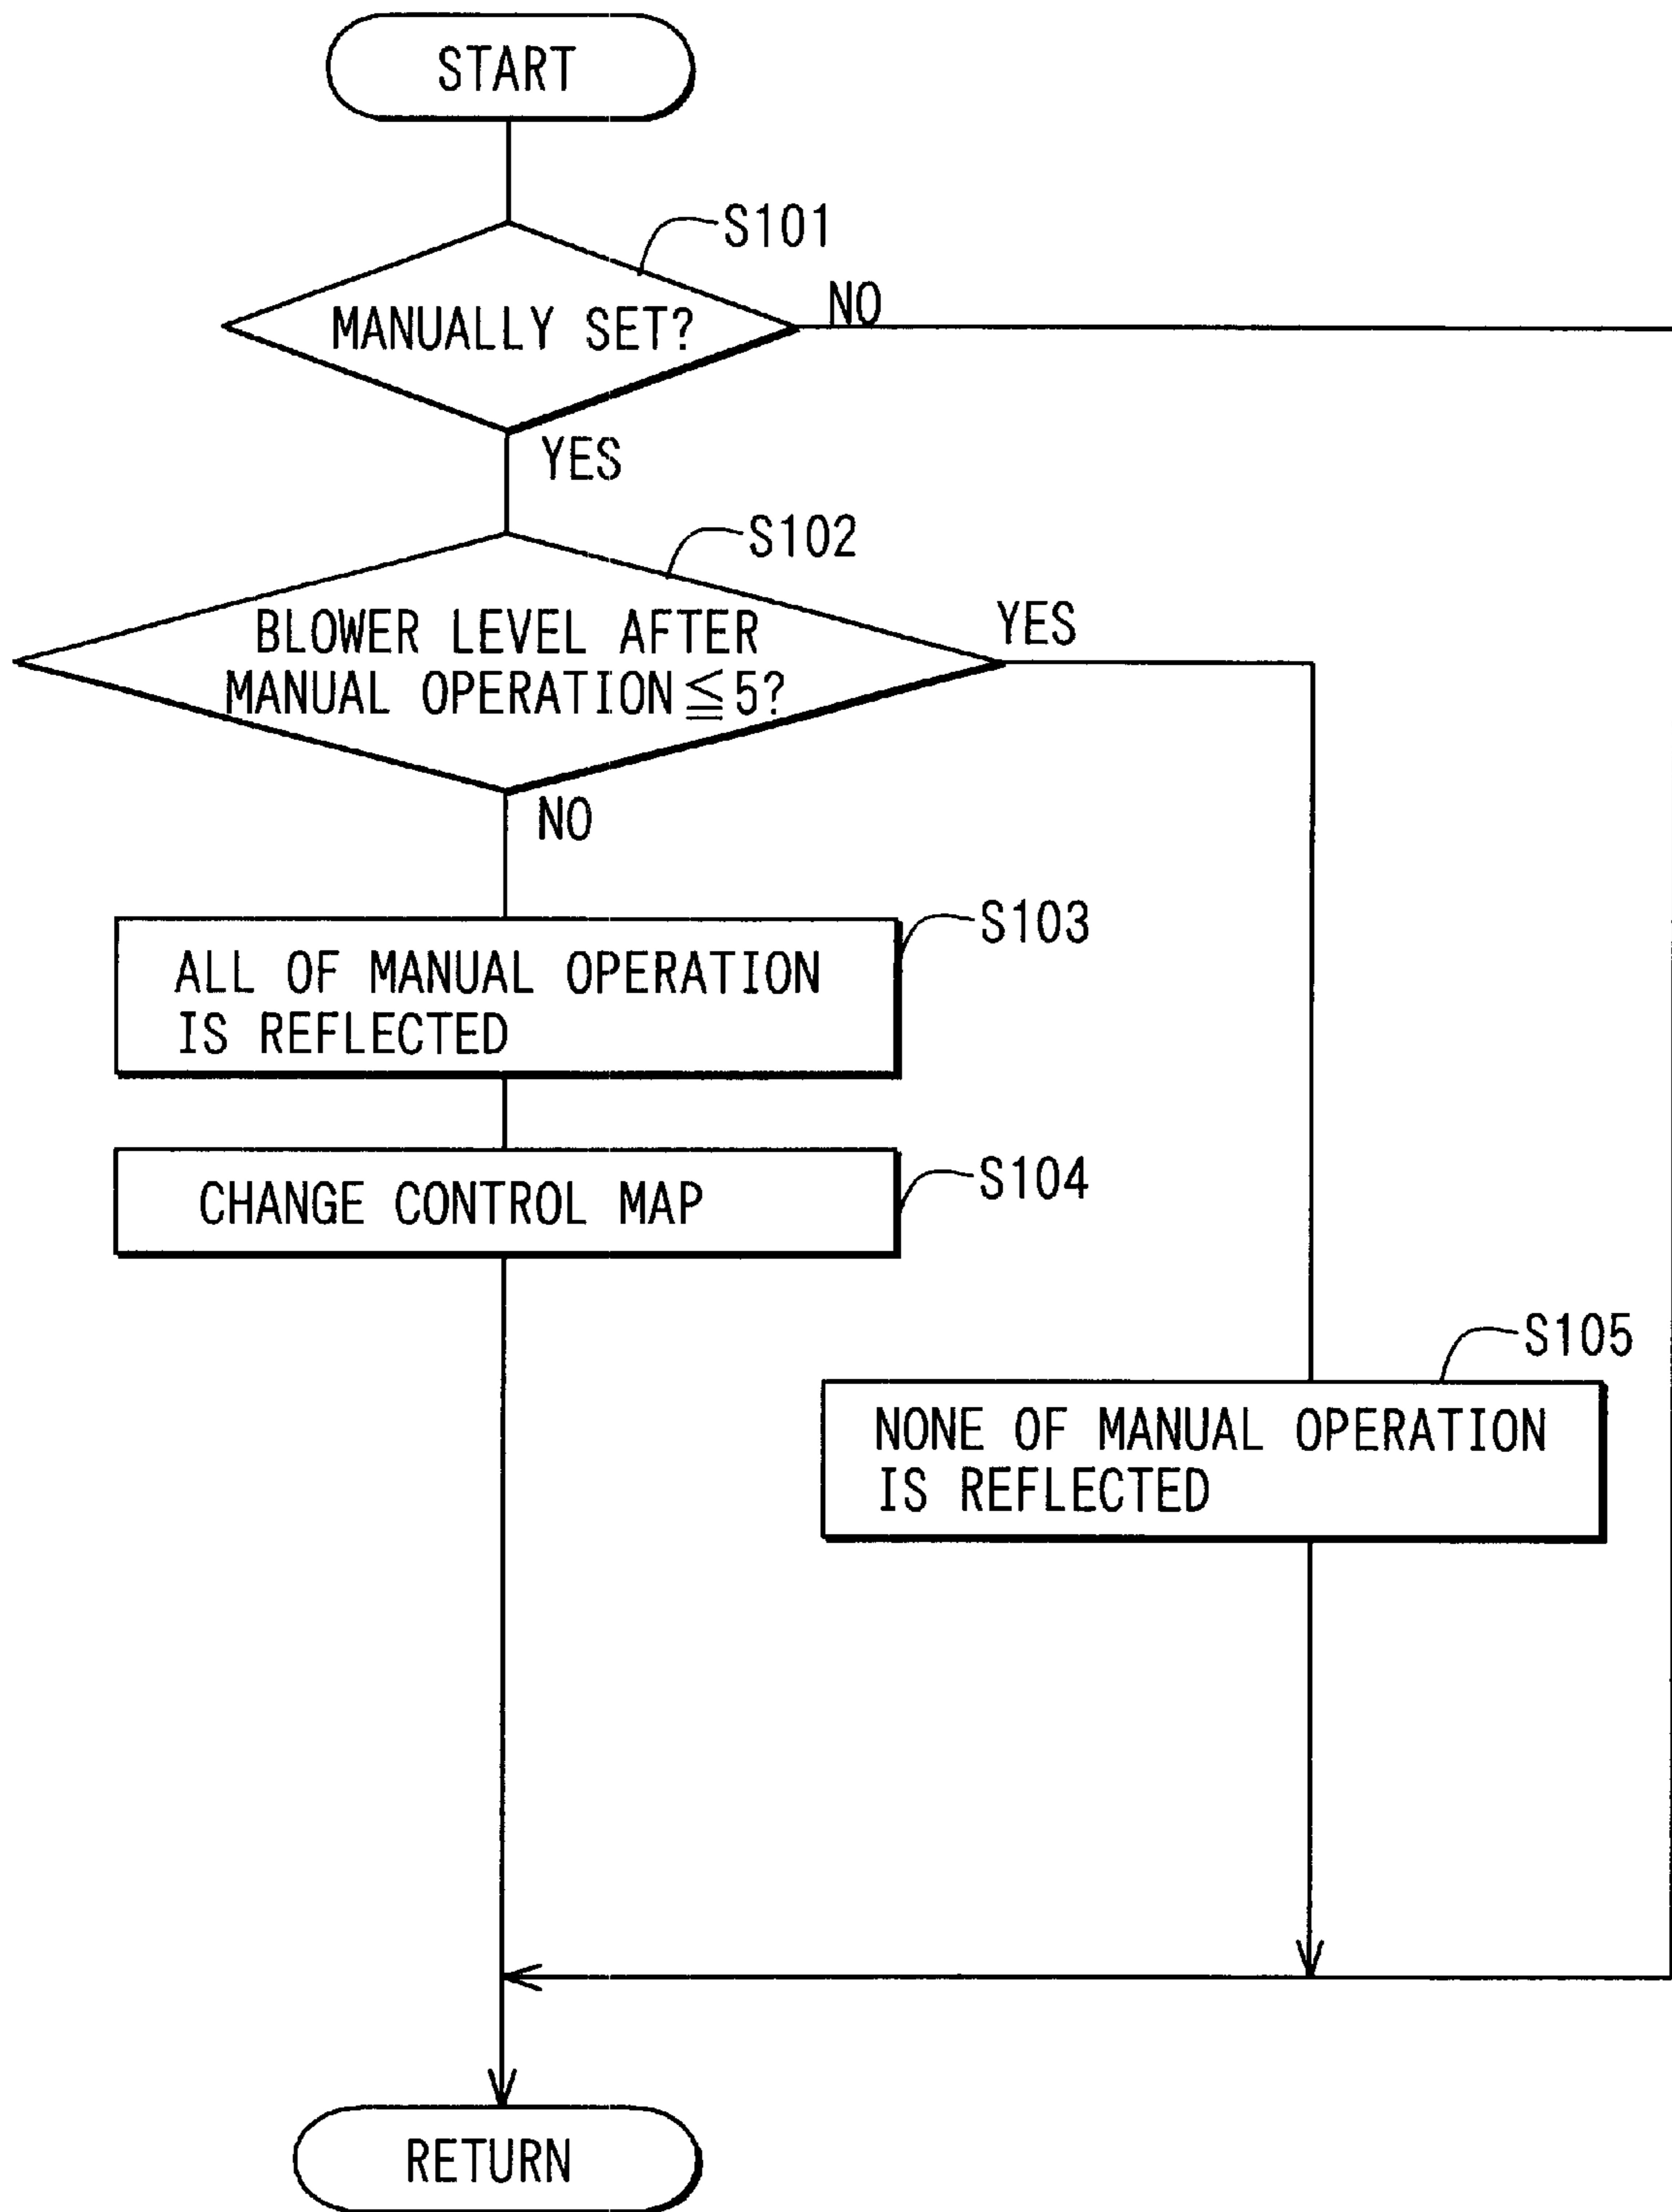 START
S101
MANUALLY SET?
NO
YES
S102
BLOWER LEVEL AFTER
MANUAL OPERATION≦5?
YES
NO
S103
ALL OF MANUAL OPERATION
IS REFLECTED
S104
CHANGE CONTROL MAP
S105
NONE OF MANUAL OPERATION
IS REFLECTED
RETURN